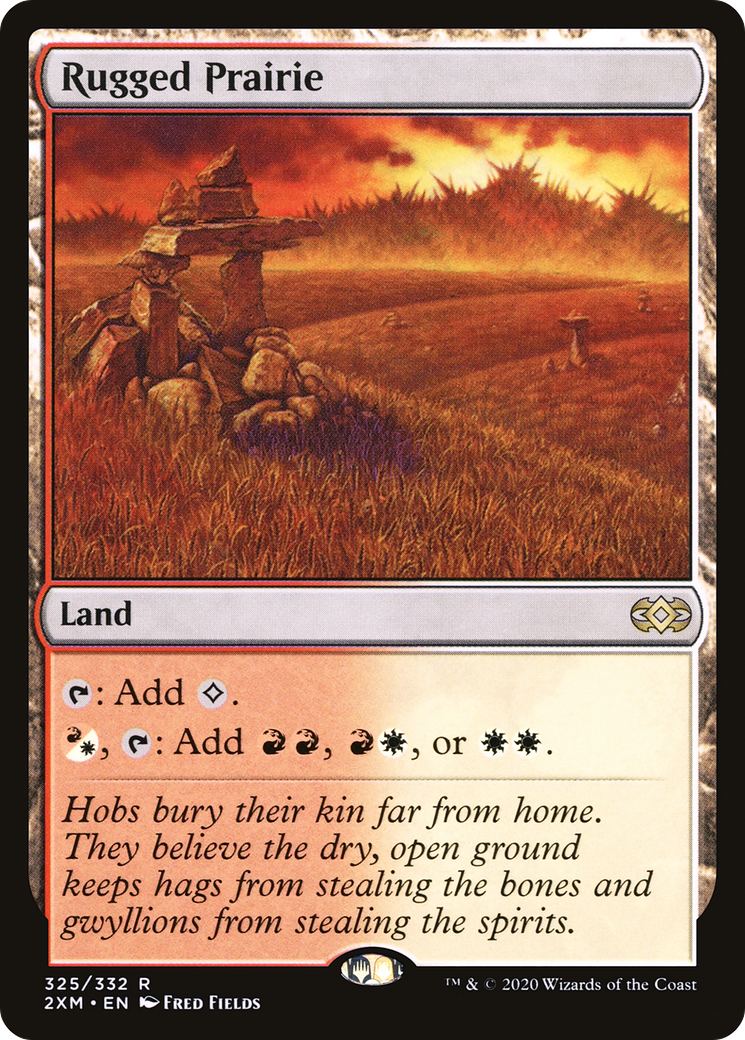 Rugged Prairie
Land
: Add .
, : Add , , or .
Hobs bury their kin far from home.
They believe the dry, open ground
keeps hags from stealing the bones and
gwyllions from stealing the spirits.
325/332 R
2XM • EN Fred Fields
™ & © 2020 Wizards of the Coast